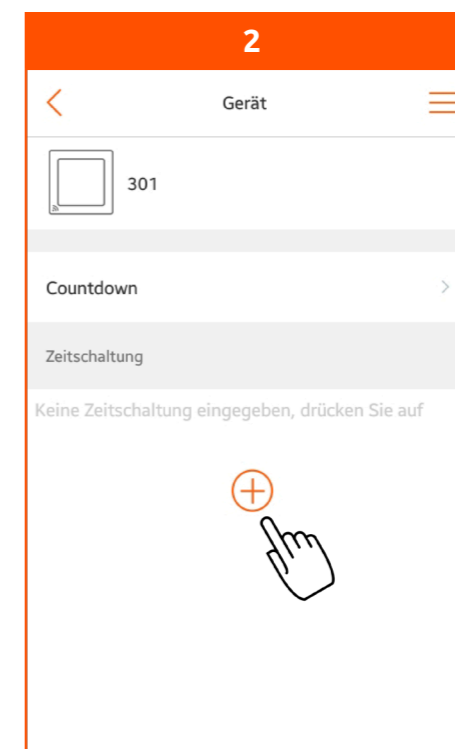 2
Gerät
301
Countdown
Zeitschaltung
Keine Zeitschaltung eingegeben, drücken Sie auf